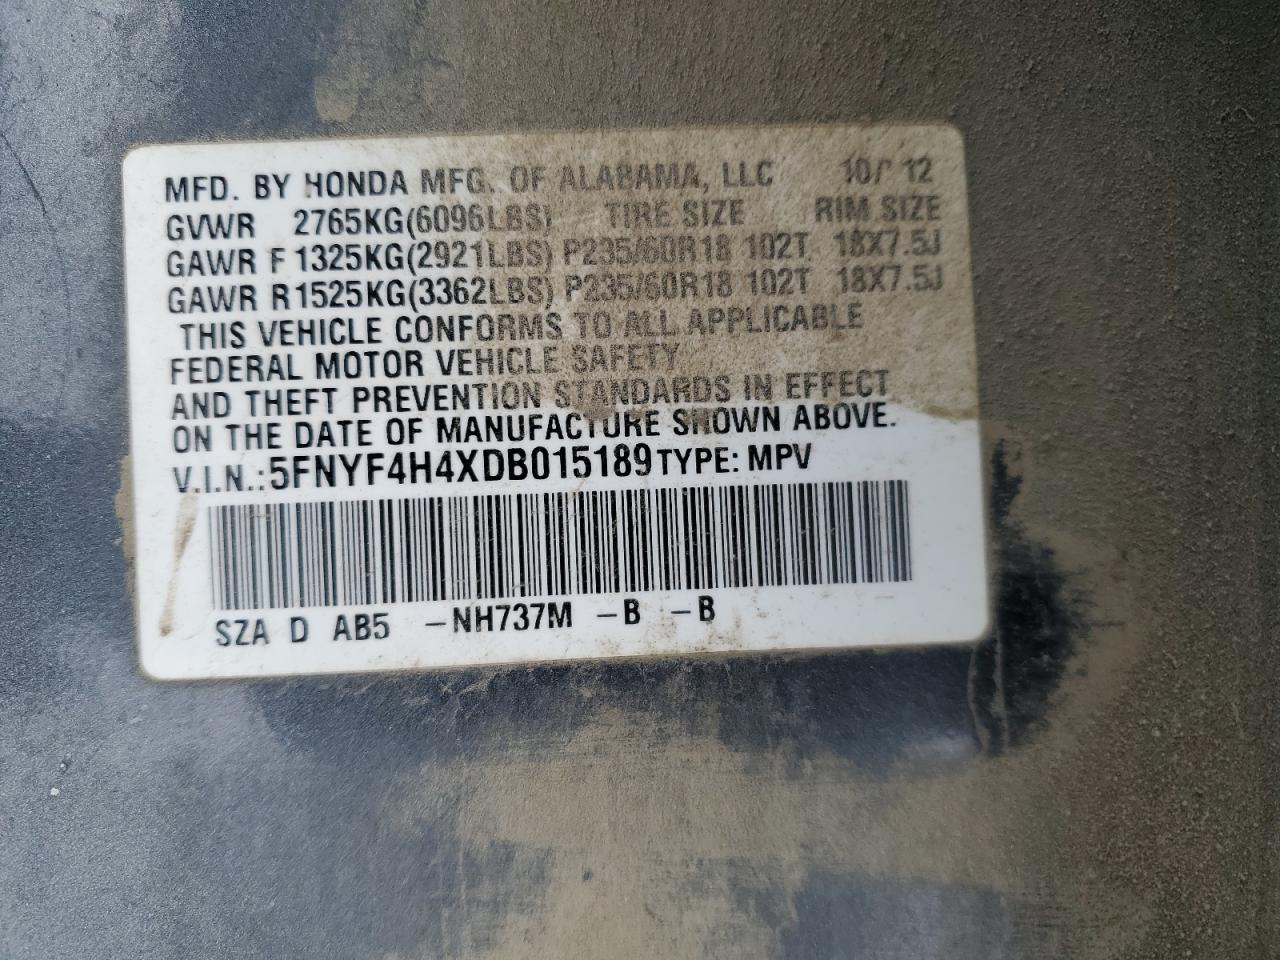 MFD. BY HONDA MFG. OF ALABAMA, LLC 10/12
GVWR 2765KG(6096LBS) TIRE SIZE RIM SIZE
GAWR F 1325KG(2921LBS) P235/60R18 102T 18X7.5J
GAWR R 1525KG(3362LBS) P235/60R18 102T 18X7.5J
THIS VEHICLE CONFORMS TO ALL APPLICABLE
FEDERAL MOTOR VEHICLE SAFETY
AND THEFT PREVENTION STANDARDS IN EFFECT
ON THE DATE OF MANUFACTURE SHOWN ABOVE.
V.I.N.: 5FNYF4H4XDB015189 TYPE: MPV
SZA D AB5 –NH737M –B –B